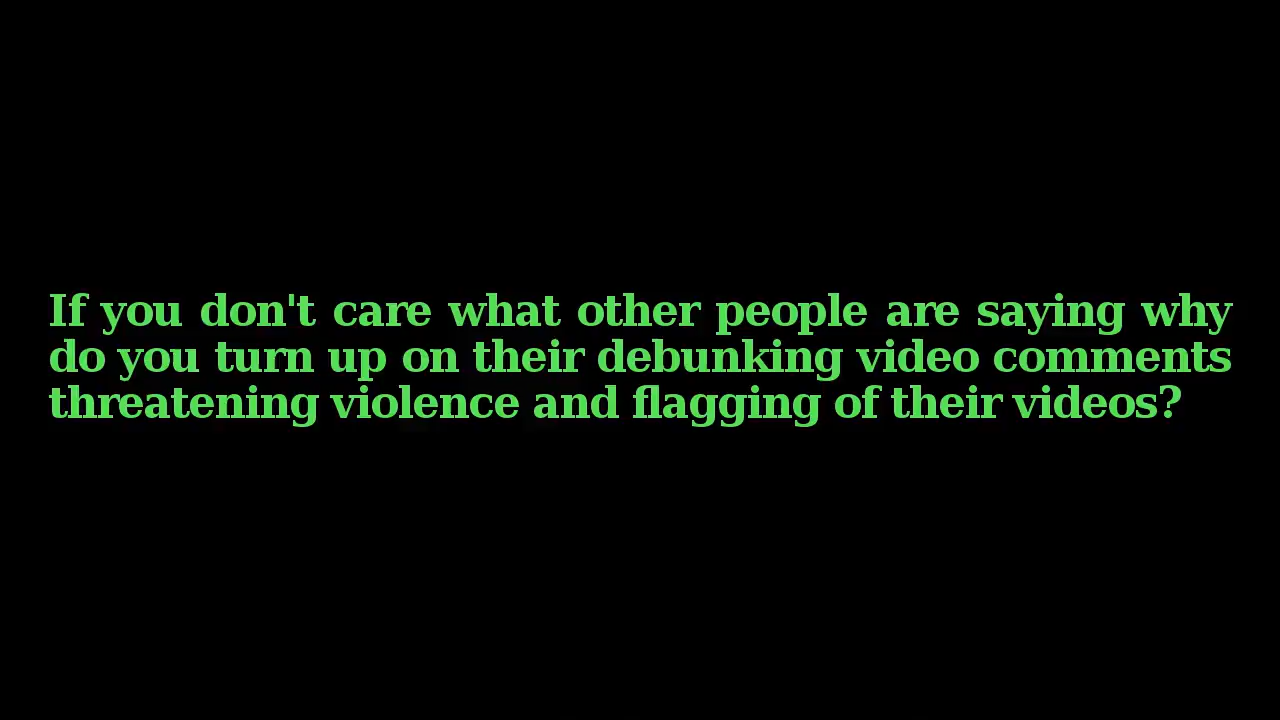 If you don't care what other people are saying why
do you turn up on their debunking video comments
threatening violence and flagging of their videos?